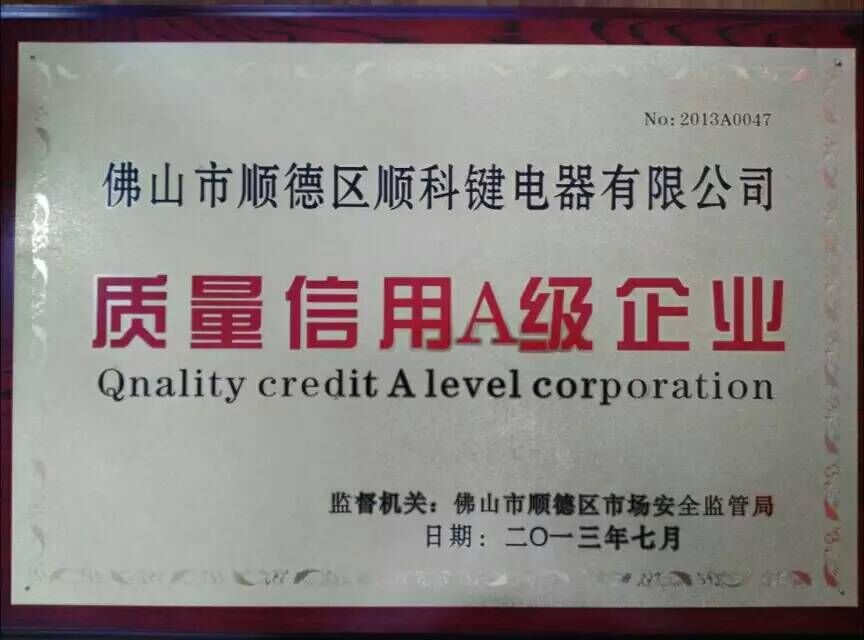 No: 2013A0047
佛山市顺德区顺科键电器有限公司
质量信用A级企业
Qnality credit A level corporation
监督机关：佛山市顺德区市场安全监管局
日期：二〇一三年七月